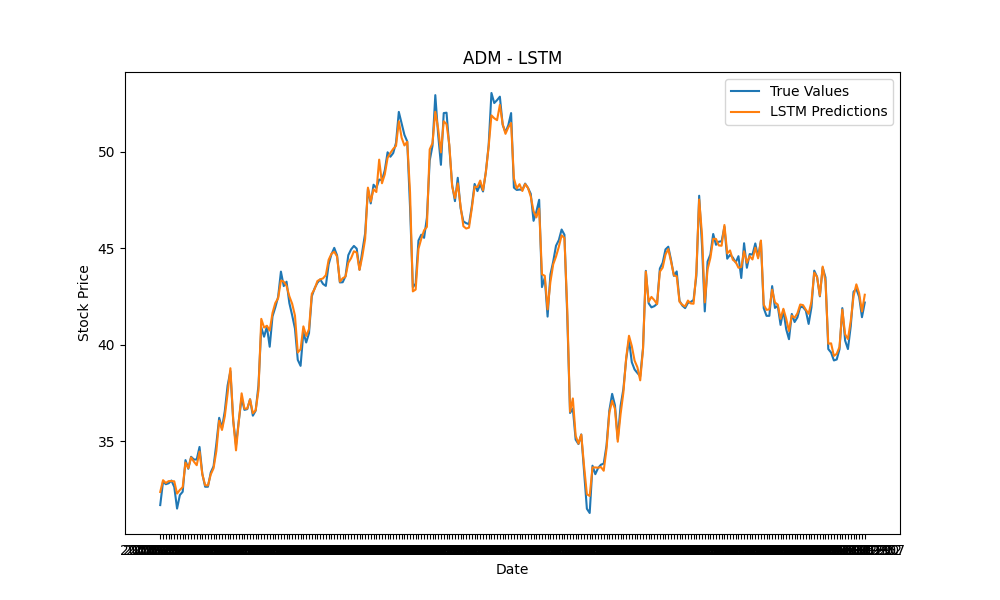 ADM - LSTM
True Values
LSTM Predictions
50
45
40
35
Stock Price
Date